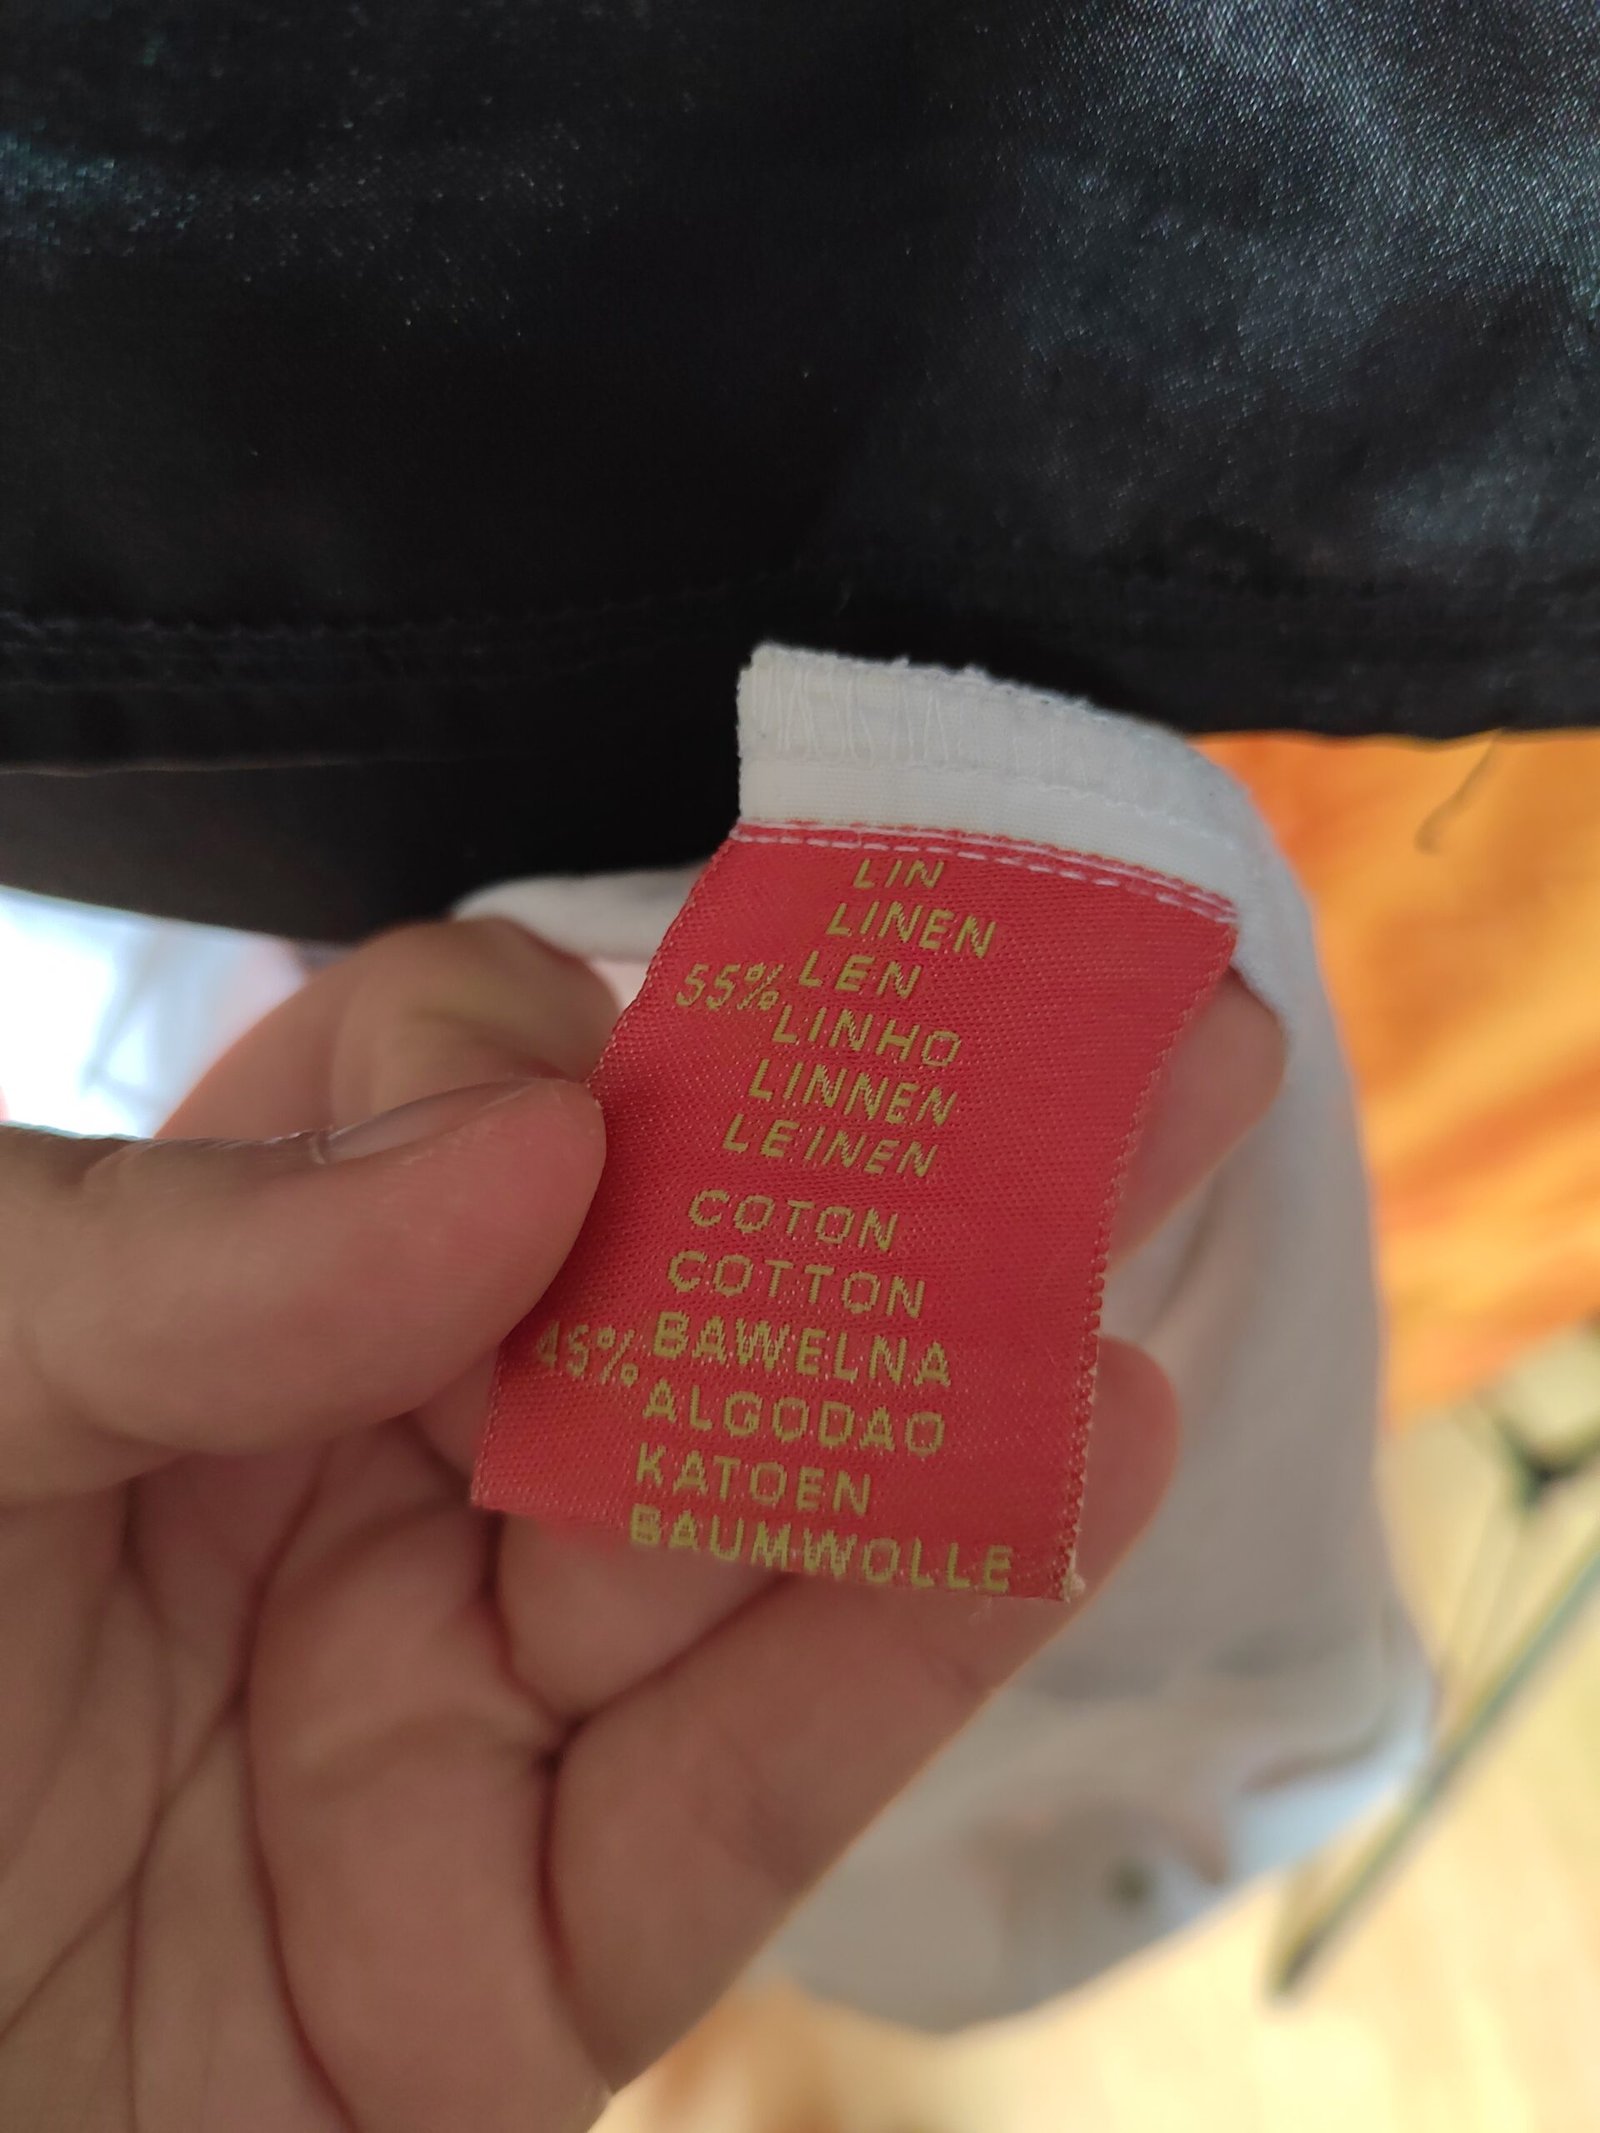 LIN
LINEN
55% LEN
LINHO
LINNEN
LEINEN
COTON
COTTON
45% BAWELNA
ALGODAO
KATOEN
BAUMWOLLE